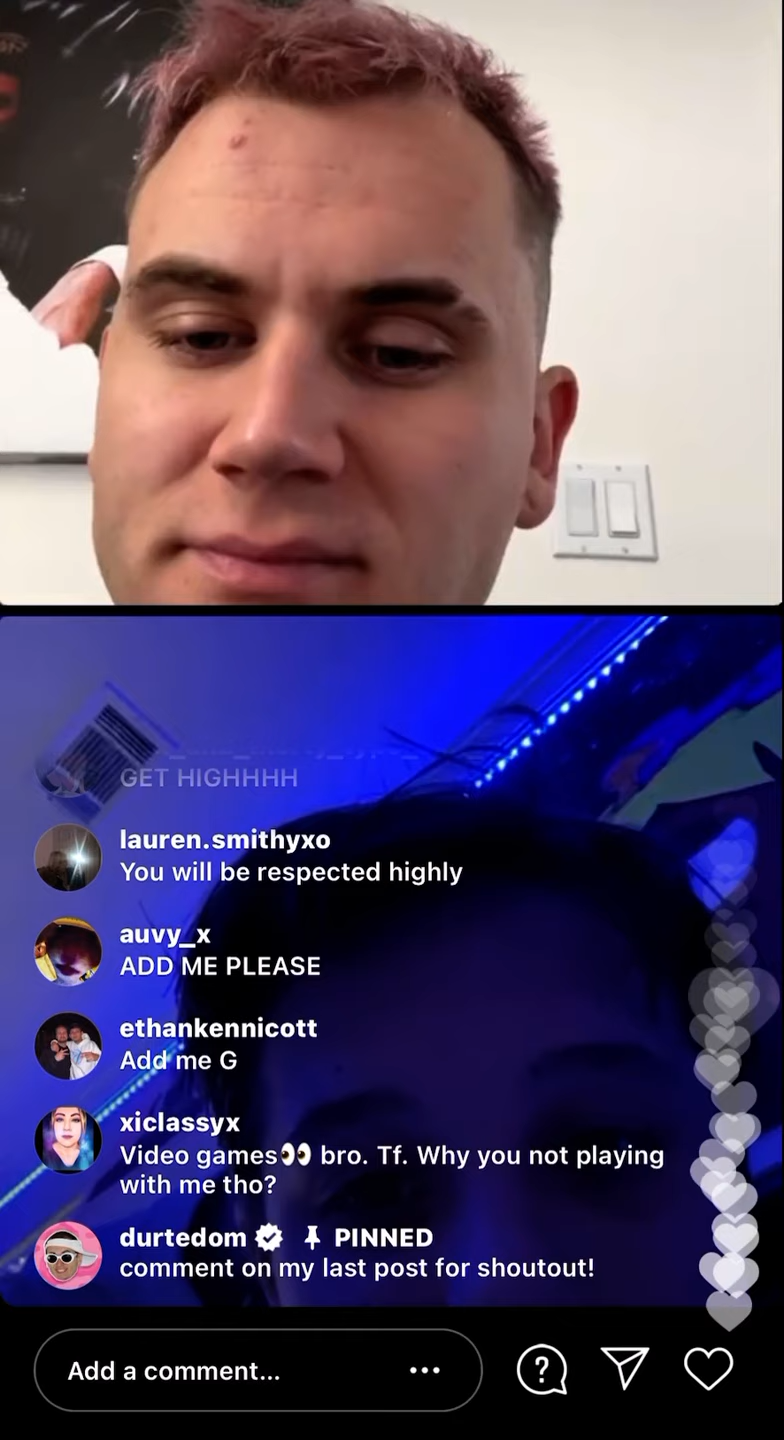 GET HIGHHHH
lauren.smithyxo
You will be respected highly
auvy_x
ADD ME PLEASE
ethankennicott
Add me G
xiclassyx
Video games👀 bro. Tf. Why you not playing
with me tho?
durtedom PINNED
comment on my last post for shoutout!
Add a comment...